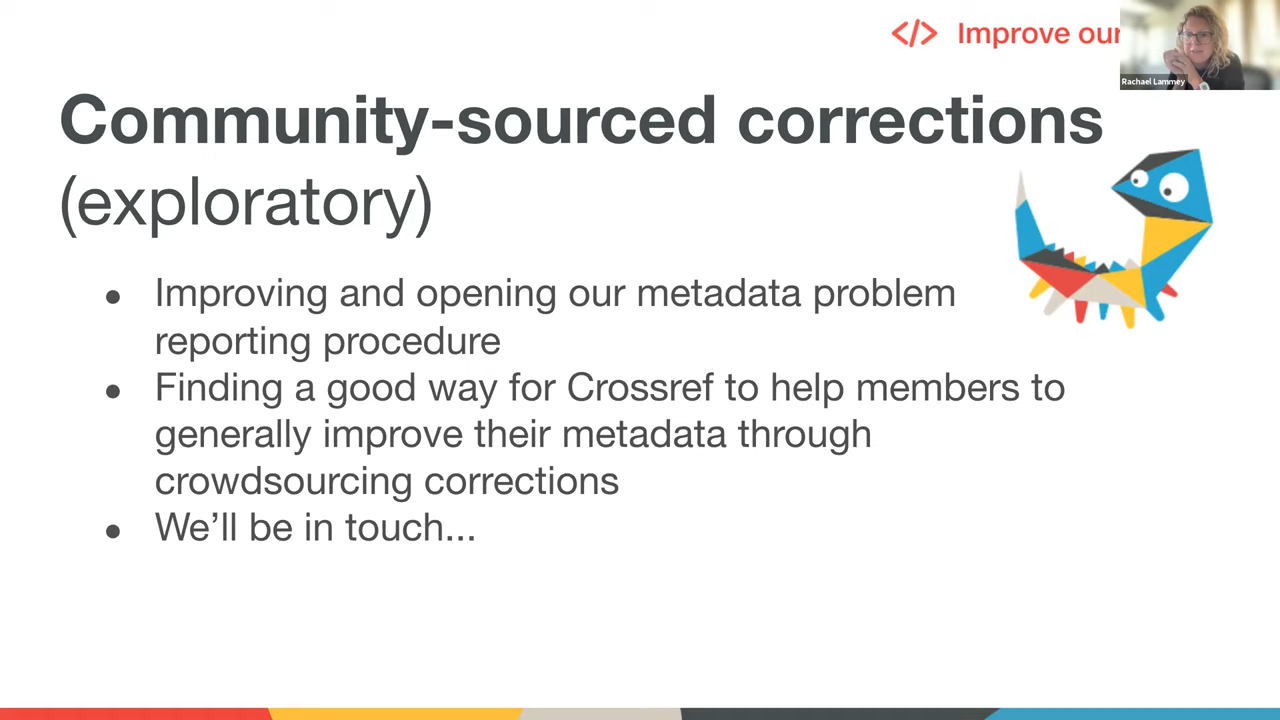 </> Improve our
Rachael Lammey
Community-sourced corrections
(exploratory)
● Improving and opening our metadata problem
reporting procedure
● Finding a good way for Crossref to help members to
generally improve their metadata through
crowdsourcing corrections
● We’ll be in touch...